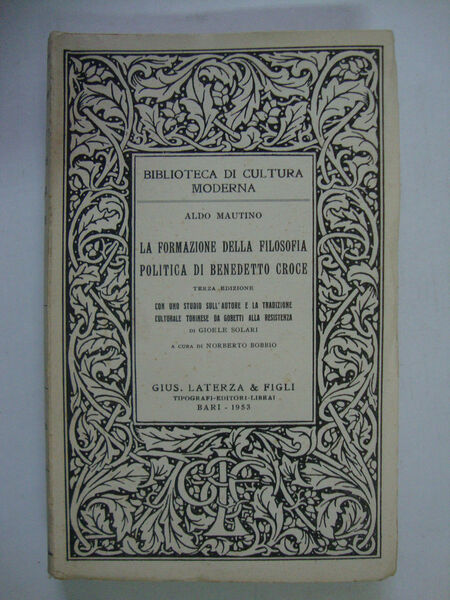 BIBLIOTECA DI CULTURA
MODERNA
ALDO MAUTINO
LA FORMAZIONE DELLA FILOSOFIA
POLITICA DI BENEDETTO CROCE
TERZA EDIZIONE
CON UNO STUDIO SULL'AUTORE E LA TRADIZIONE
CULTURALE TORINESE DA GOBETTI ALLA RESISTENZA
DI GIOELE SOLARI
A CURA DI NORBERTO BOBBIO
GIUS. LATERZA & FIGLI
TIPOGRAFI-EDITORI-LIBRAI
BARI - 1953